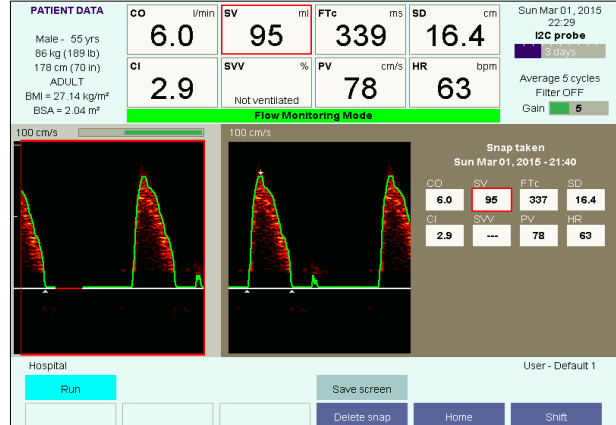 PATIENT DATA
Male - 55 yrs
86 kg (189 lb)
178 cm (70 in)
ADULT
BMI = 27.14 kg/m²
BSA = 2.04 m²
CO l/min
6.0
SV ml
95
FTc ms
339
SD cm
16.4
CI
2.9
SVV %
Not ventilated
PV cm/s
78
HR bpm
63
Flow Monitoring Mode
Sun Mar 01, 2015
22:29
I2C probe
3 days
Average 5 cycles
Filter OFF
Gain 5
100 cm/s
100 cm/s
Snap taken
Sun Mar 01, 2015 - 21:40
CO SV FTc SD
6.0 95 337 16.4
CI SVV PV HR
2.9 --- 78 63
Hospital
User - Default 1
Run
Save screen
Delete snap
Home
Shift